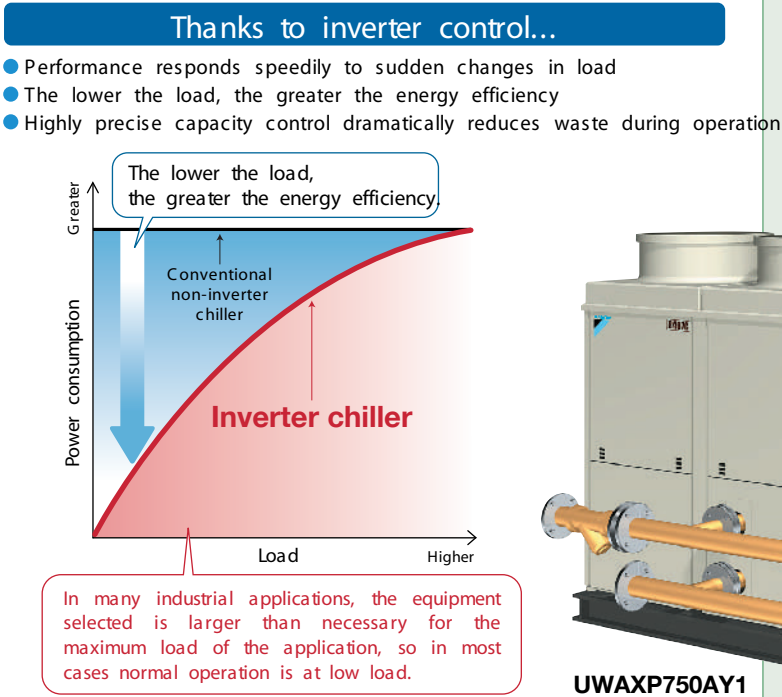 Thanks to inverter control...
Performance responds speedily to sudden changes in load
The lower the load, the greater the energy efficiency
Highly precise capacity control dramatically reduces waste during operation
The lower the load,
the greater the energy efficiency.
Greater
Conventional
non-inverter
chiller
Power consumption
Inverter chiller
Load
Higher
In many industrial applications, the equipment
selected is larger than necessary for the
maximum load of the application, so in most
cases normal operation is at low load.
UWAXP750AY1